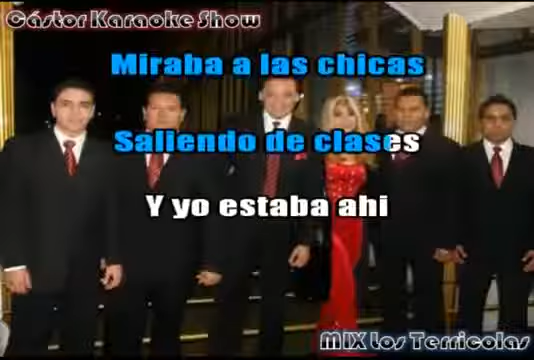 Cástor Karaoke Show
Miraba a las chicas
Saliendo de clases
Y yo estaba ahi
MIX Los Terricolas